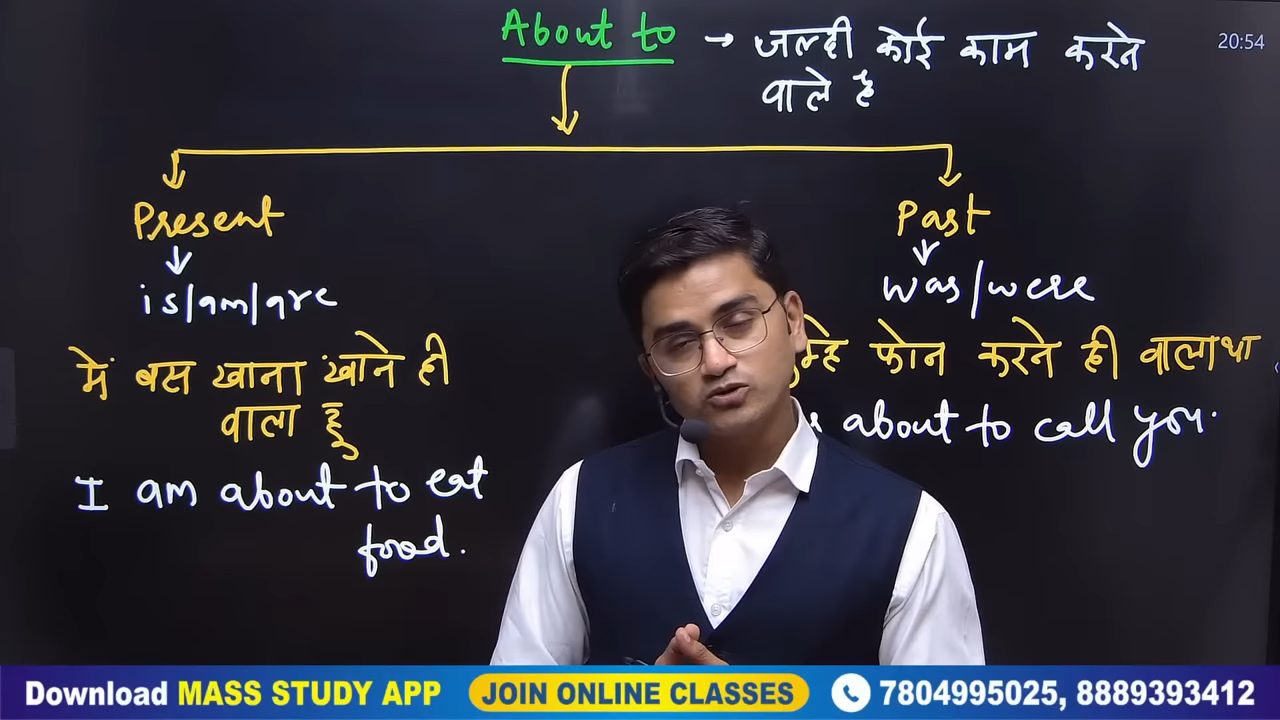 About to → जल्दी कोई काम करने
वाले है
20:54
Present
Past
is/am/are
was/were
में बस खाना खाने ही
वाला हूं
फोन करने ही वाला था
I am about to eat
food.
about to call you.
Download MASS STUDY APP
JOIN ONLINE CLASSES
7804995025, 8889393412